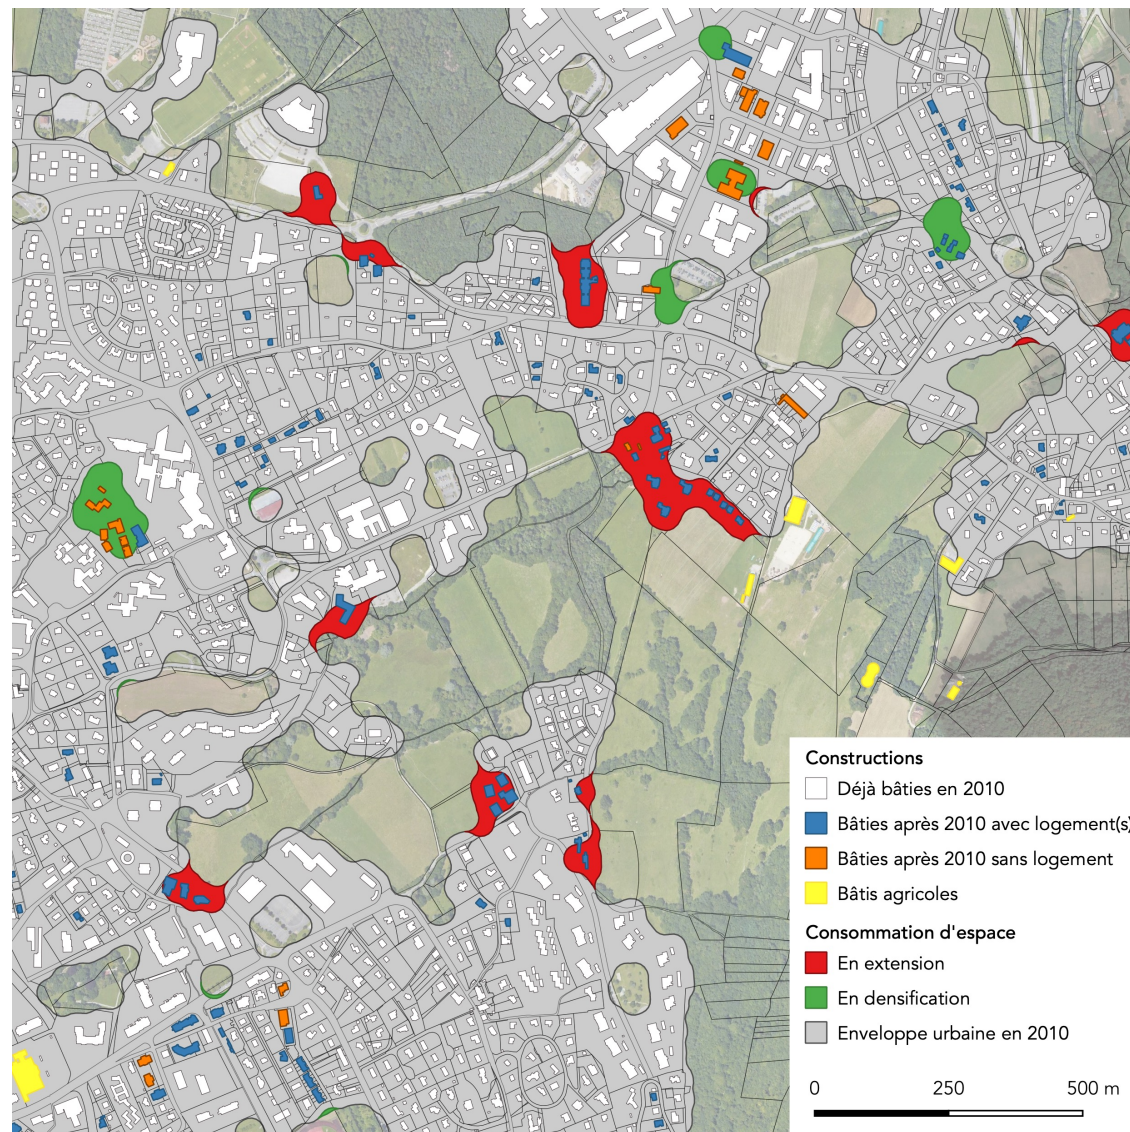 Constructions
Déjà bâties en 2010
Bâties après 2010 avec logement(s)
Bâties après 2010 sans logement
Bâtis agricoles
Consommation d'espace
En extension
En densification
Enveloppe urbaine en 2010
0 250 500 m